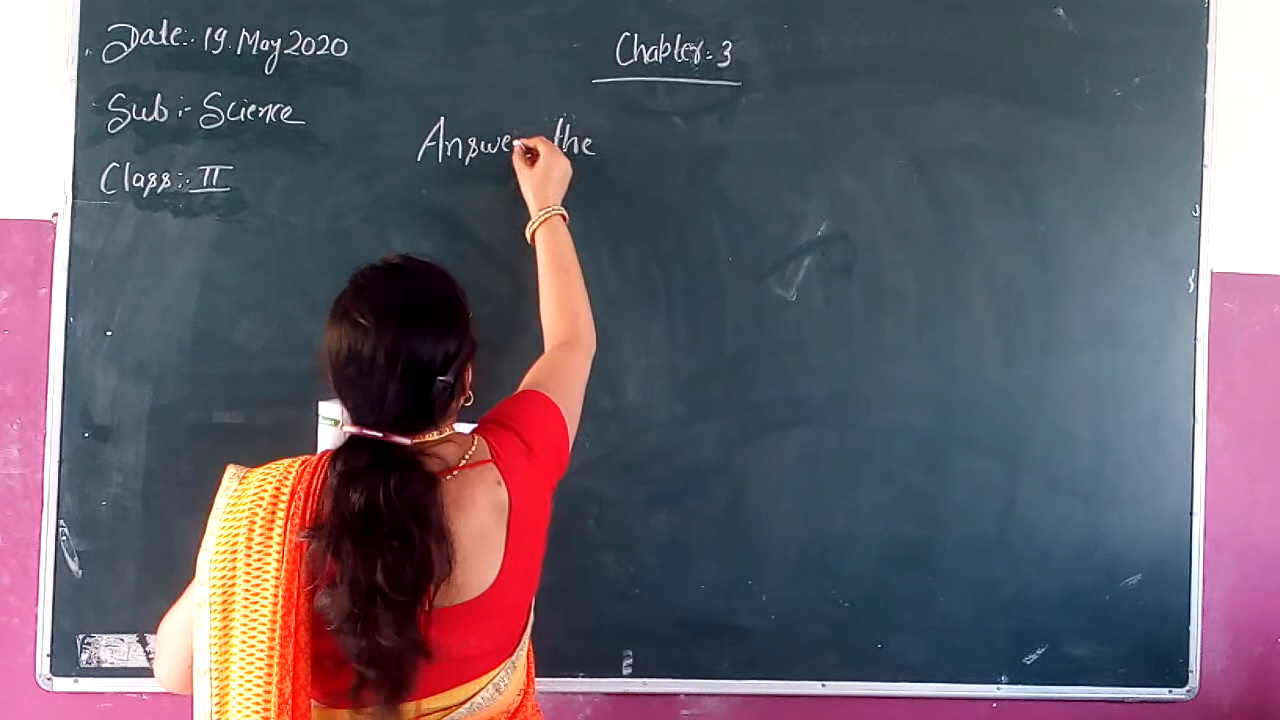 Date:- 19. May 2020
Chapter:- 3
Sub:- Science
Answer the
Class:- II